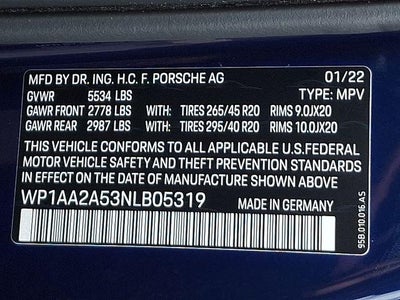 MFD BY DR. ING. H.C. F. PORSCHE AG 01/22
GVWR 5534 LBS TYPE: MPV
GAWR FRONT 2778 LBS WITH: TIRES 265/45 R20 RIMS 9.0JX20
GAWR REAR 2987 LBS WITH: TIRES 295/40 R20 RIMS 10.0JX20
THIS VEHICLE CONFORMS TO ALL APPLICABLE U.S.FEDERAL
MOTOR VEHICLE SAFETY AND THEFT PREVENTION STANDARDS
IN EFFECT ON THE DATE OF MANUFACTURE SHOWN ABOVE
WP1AA2A53NLB05319 MADE IN GERMANY
95B.010.016.AS